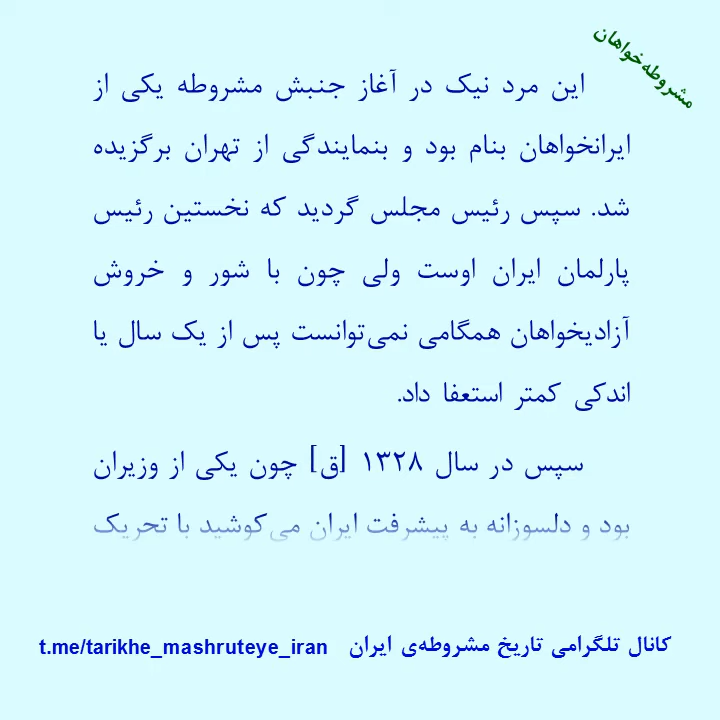 مشروطه‌خواهان
این مرد نیک در آغاز جنبش مشروطه یکی از
ایرانخواهان بنام بود و بنمایندگی از تهران برگزیده
شد. سپس رئیس مجلس گردید که نخستین رئیس
پارلمان ایران اوست ولی چون با شور و خروش
آزادیخواهان همگامی نمی‌توانست پس از یک سال یا
اندکی کمتر استعفا داد.
سپس در سال ۱۳۲۸ [ق] چون یکی از وزیران
بود و دلسوزانه به پیشرفت ایران می‌کوشید با تحریک
کانال تلگرامی تاریخ مشروطه‌ی ایران t.me/tarikhe_mashruteye_iran